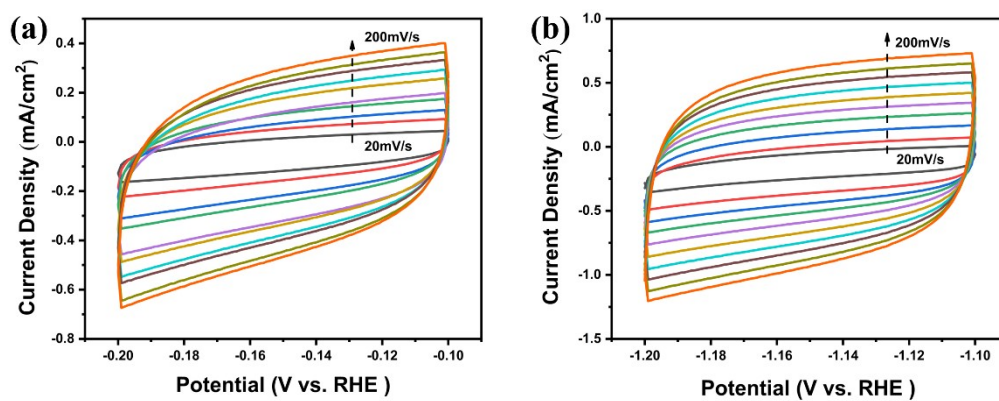 (a)
Current Density (mA/cm²)
0.4
0.2
0.0
-0.2
-0.4
-0.6
-0.8
200mV/s
20mV/s
-0.20
-0.18
-0.16
-0.14
-0.12
-0.10
Potential (V vs. RHE )
(b)
Current Density (mA/cm²)
1.0
0.5
0.0
-0.5
-1.0
-1.5
200mV/s
20mV/s
-1.20
-1.18
-1.16
-1.14
-1.12
-1.10
Potential (V vs. RHE )